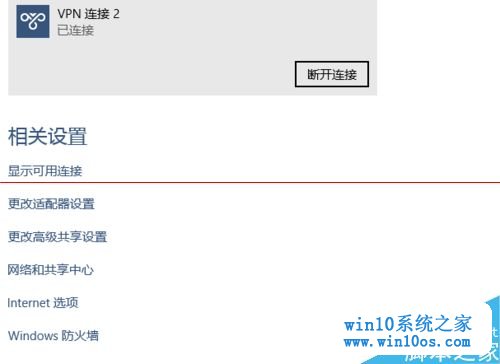 VPN 连接 2
已连接
断开连接
相关设置
显示可用连接
更改适配器设置
更改高级共享设置
网络和共享中心
Internet 选项
Windows 防火墙
win10系统之家
www.win10os.com
脚本之家